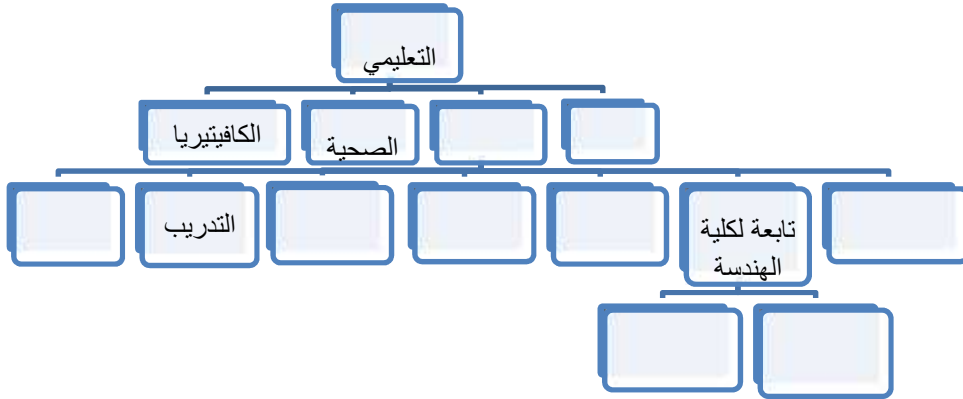 التعليمي
الصحية
الكافيتيريا
تابعة لكلية
الهندسة
التدريب